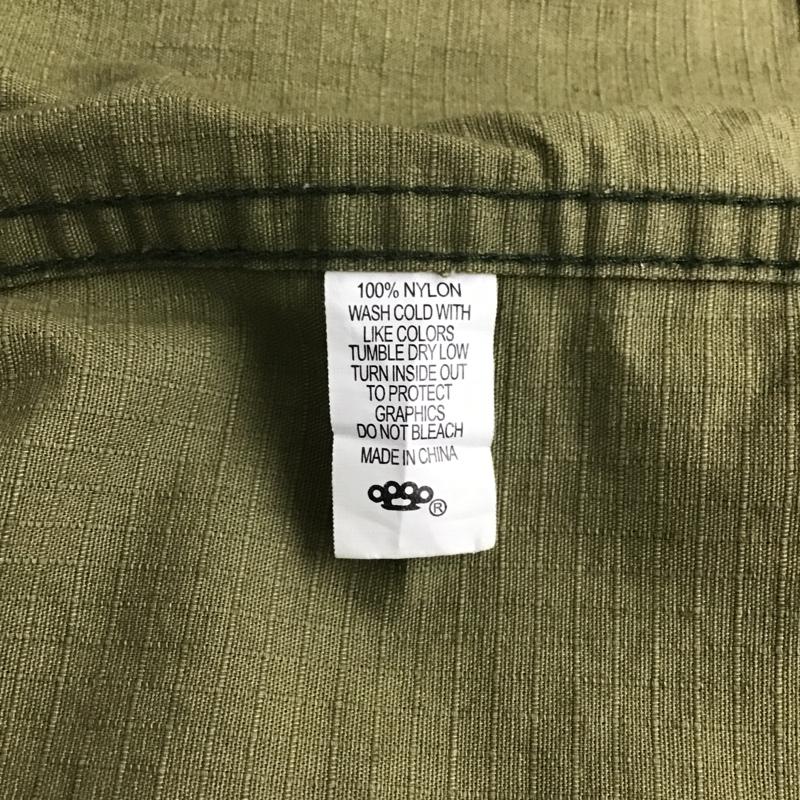 100% NYLON
WASH COLD WITH
LIKE COLORS
TUMBLE DRY LOW
TURN INSIDE OUT
TO PROTECT
GRAPHICS
DO NOT BLEACH
MADE IN CHINA
®